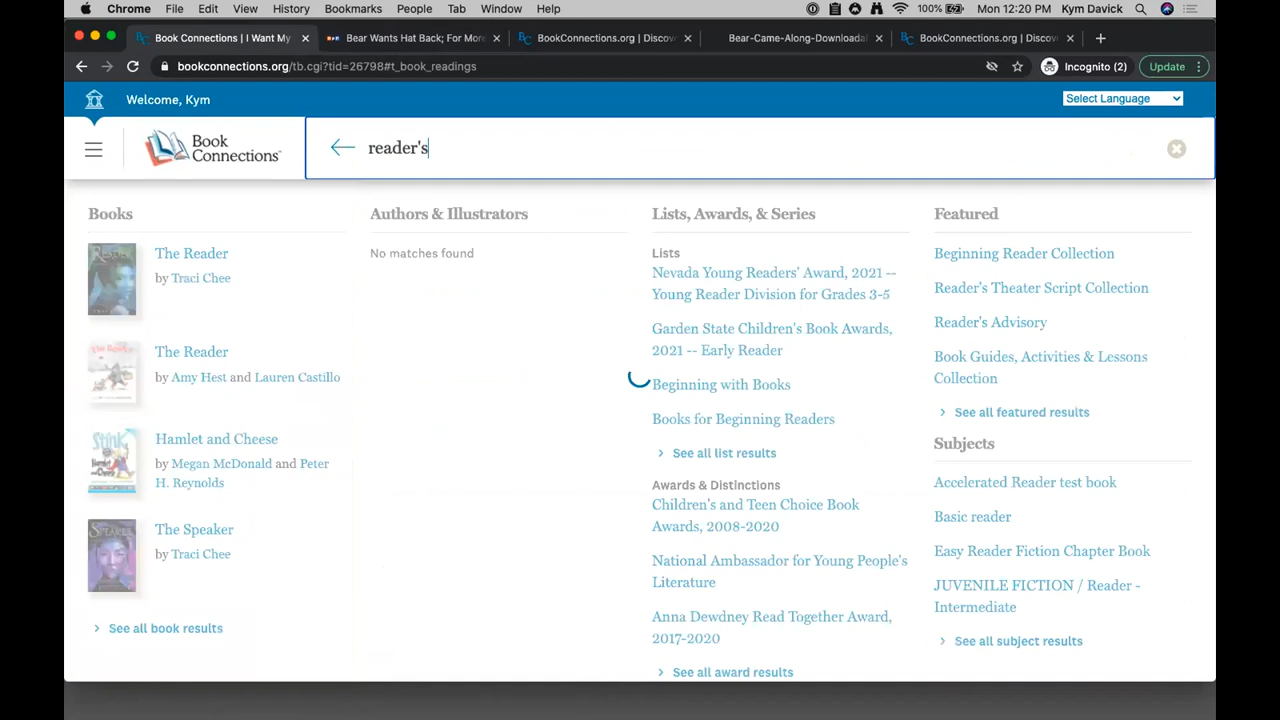 Chrome File Edit View History Bookmarks People Tab Window Help 100% Mon 12:20 PM Kym Davick
BC Book Connections | I Want My
Bear Wants Hat Back; For More
BC BookConnections.org | Discov
Bear-Came-Along-Downloadal
BC BookConnections.org | Discov
bookconnections.org/tb.cgi?tid=26798#t_book_readings Incognito (2) Update
Welcome, Kym Select Language
Book
Connections
reader's
Books
The Reader
by Traci Chee
The Reader
by Amy Hest and Lauren Castillo
Hamlet and Cheese
by Megan McDonald and Peter
H. Reynolds
The Speaker
by Traci Chee
See all book results
Authors & Illustrators
No matches found
Lists, Awards, & Series
Lists
Nevada Young Readers' Award, 2021 --
Young Reader Division for Grades 3-5
Garden State Children's Book Awards,
2021 -- Early Reader
Beginning with Books
Books for Beginning Readers
See all list results
Awards & Distinctions
Children's and Teen Choice Book
Awards, 2008-2020
National Ambassador for Young People's
Literature
Anna Dewdney Read Together Award,
2017-2020
See all award results
Featured
Beginning Reader Collection
Reader's Theater Script Collection
Reader's Advisory
Book Guides, Activities & Lessons
Collection
See all featured results
Subjects
Accelerated Reader test book
Basic reader
Easy Reader Fiction Chapter Book
JUVENILE FICTION / Reader -
Intermediate
See all subject results